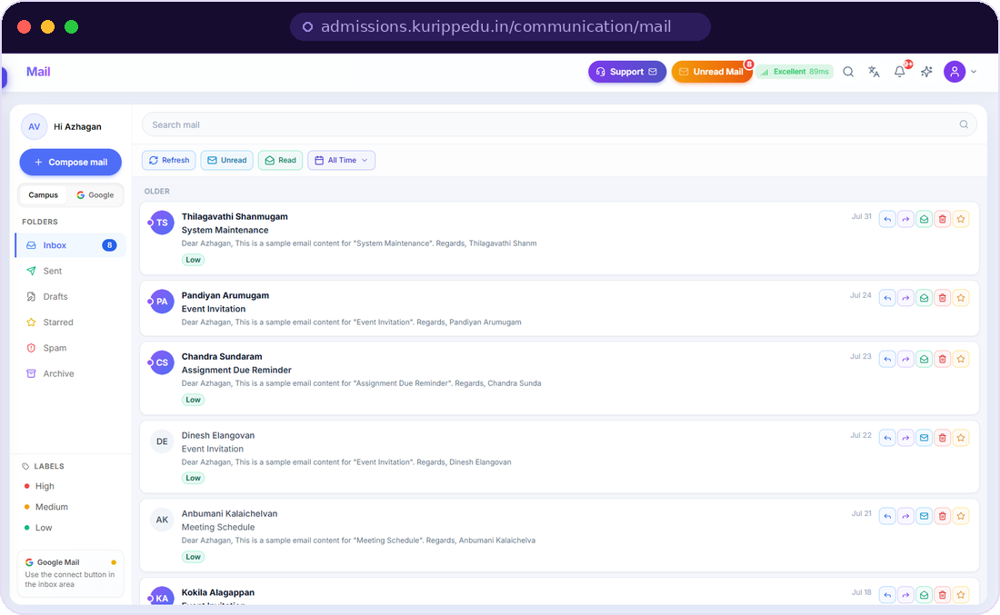 admissions.kurippedu.in/communication/mail
Mail
Support
Unread Mail
8
Excellent 89ms
9+
AV
Hi Azhagan
+ Compose mail
Campus
Google
FOLDERS
Inbox
8
Sent
Drafts
Starred
Spam
Archive
LABELS
High
Medium
Low
Google Mail
Use the connect button in
the inbox area
Search mail
Refresh
Unread
Read
All Time
OLDER
TS
Thilagavathi Shanmugam
Jul 31
System Maintenance
Dear Azhagan, This is a sample email content for "System Maintenance". Regards, Thilagavathi Shanm
Low
PA
Pandiyan Arumugam
Jul 24
Event Invitation
Dear Azhagan, This is a sample email content for "Event Invitation". Regards, Pandiyan Arumugam
CS
Chandra Sundaram
Jul 23
Assignment Due Reminder
Dear Azhagan, This is a sample email content for "Assignment Due Reminder". Regards, Chandra Sunda
Low
DE
Dinesh Elangovan
Jul 22
Event Invitation
Dear Azhagan, This is a sample email content for "Event Invitation". Regards, Dinesh Elangovan
Low
AK
Anbumani Kalaichelvan
Jul 21
Meeting Schedule
Dear Azhagan, This is a sample email content for "Meeting Schedule". Regards, Anbumani Kalaichelva
Low
KA
Kokila Alagappan
Jul 18
Event Invitation